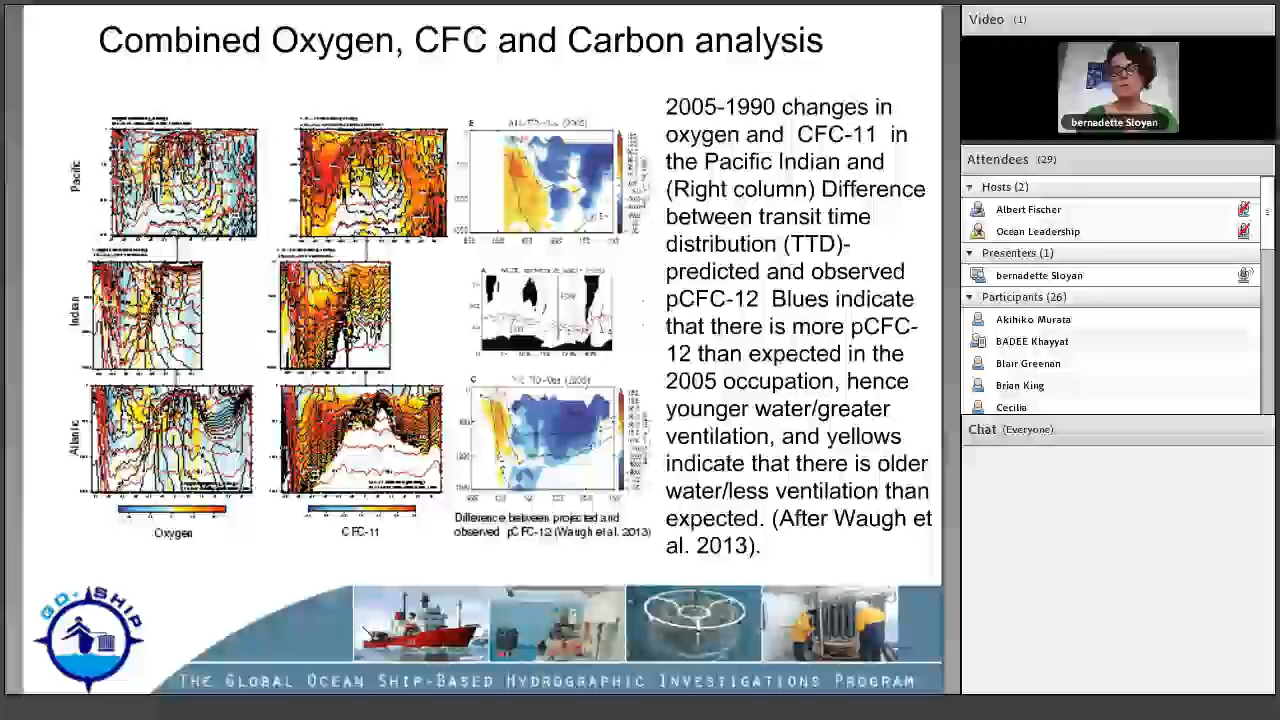 Combined Oxygen, CFC and Carbon analysis
Pacific
Indian
Atlantic
Oxygen
CFC-11
Difference between projected and
observed pCFC-12 (Waugh et al. 2013)
2005-1990 changes in
oxygen and CFC-11 in
the Pacific Indian and
(Right column) Difference
between transit time
distribution (TTD)-
predicted and observed
pCFC-12 Blues indicate
that there is more pCFC-
12 than expected in the
2005 occupation, hence
younger water/greater
ventilation, and yellows
indicate that there is older
water/less ventilation than
expected. (After Waugh et
al. 2013).
GO-SHIP
THE GLOBAL OCEAN SHIP-BASED HYDROGRAPHIC INVESTIGATIONS PROGRAM
Video (1)
bernadette Sloyan
Attendees (29)
Hosts (2)
Albert Fischer
Ocean Leadership
Presenters (1)
bernadette Sloyan
Participants (26)
Akihiko Murata
BADEE Khayyat
Blair Greenan
Brian King
Cecilia
Chat (Everyone)